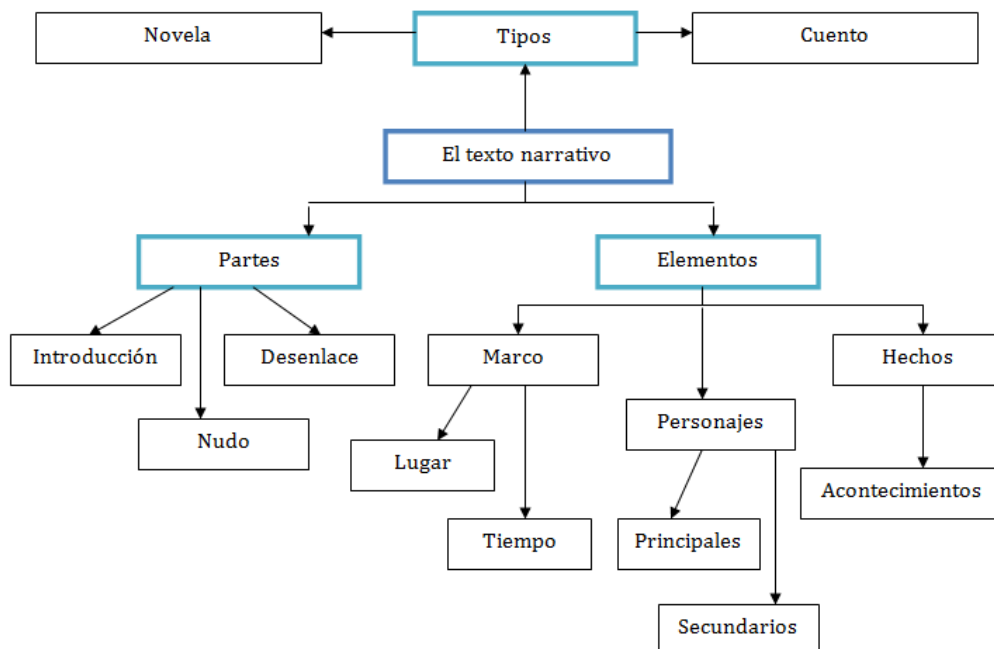 Novela
Tipos
Cuento
El texto narrativo
Partes
Elementos
Introducción
Desenlace
Marco
Hechos
Nudo
Personajes
Lugar
Acontecimientos
Tiempo
Principales
Secundarios